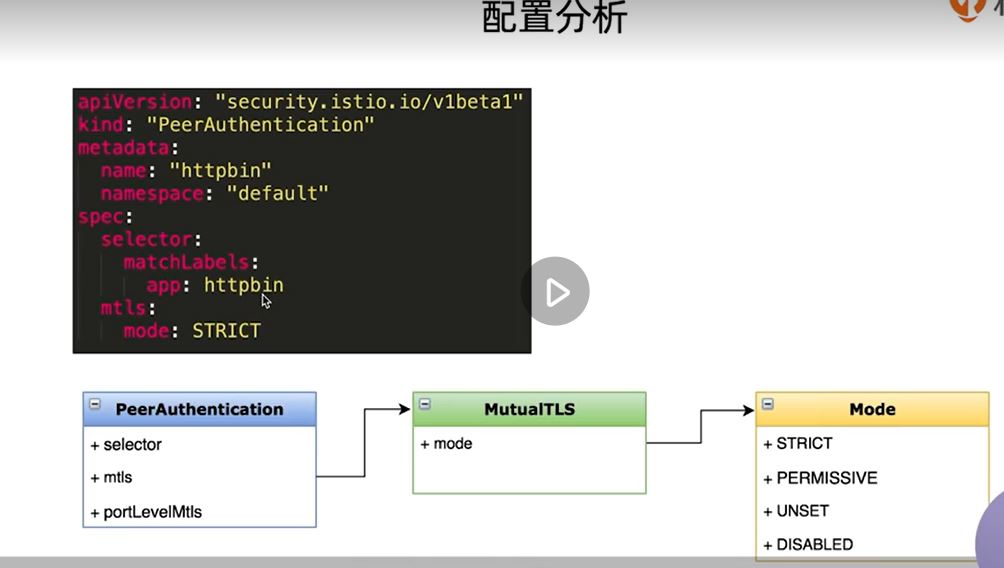 配置分析
apiVersion: "security.istio.io/v1beta1"
kind: "PeerAuthentication"
metadata:
  name: "httpbin"
  namespace: "default"
spec:
  selector:
    matchLabels:
      app: httpbin
  mtls:
    mode: STRICT
PeerAuthentication
+ selector
+ mtls
+ portLevelMtls
MutualTLS
+ mode
Mode
+ STRICT
+ PERMISSIVE
+ UNSET
+ DISABLED